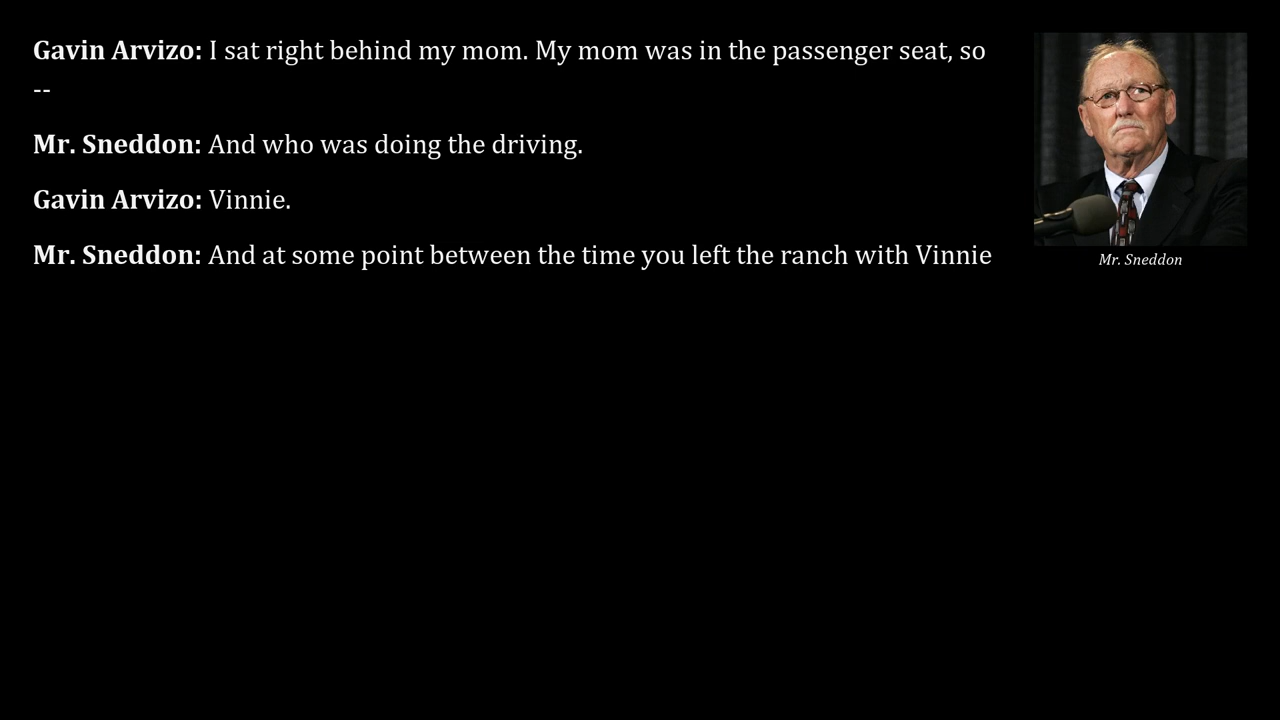 Gavin Arvizo: I sat right behind my mom. My mom was in the passenger seat, so
--
Mr. Sneddon: And who was doing the driving.
Gavin Arvizo: Vinnie.
Mr. Sneddon: And at some point between the time you left the ranch with Vinnie
Mr. Sneddon